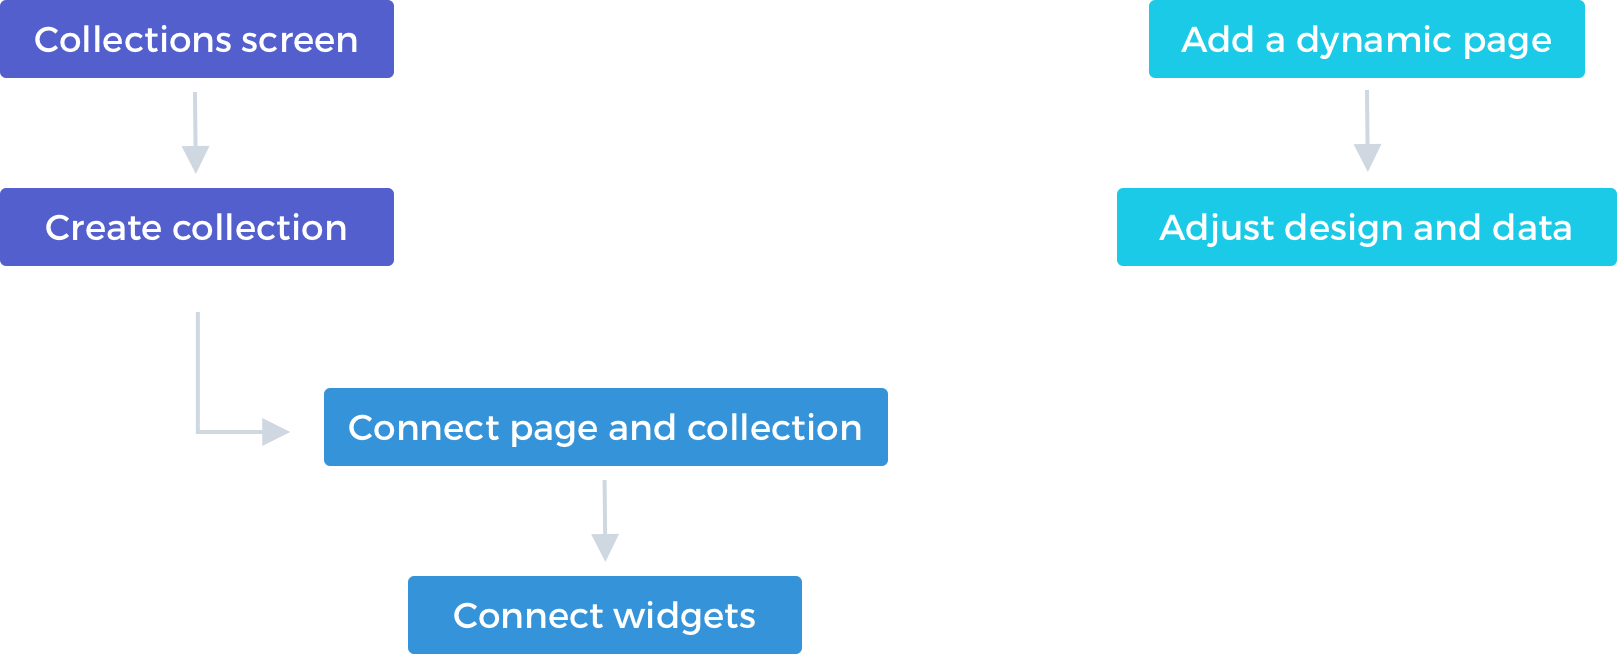 Collections screen
Add a dynamic page
Create collection
Adjust design and data
Connect page and collection
Connect widgets